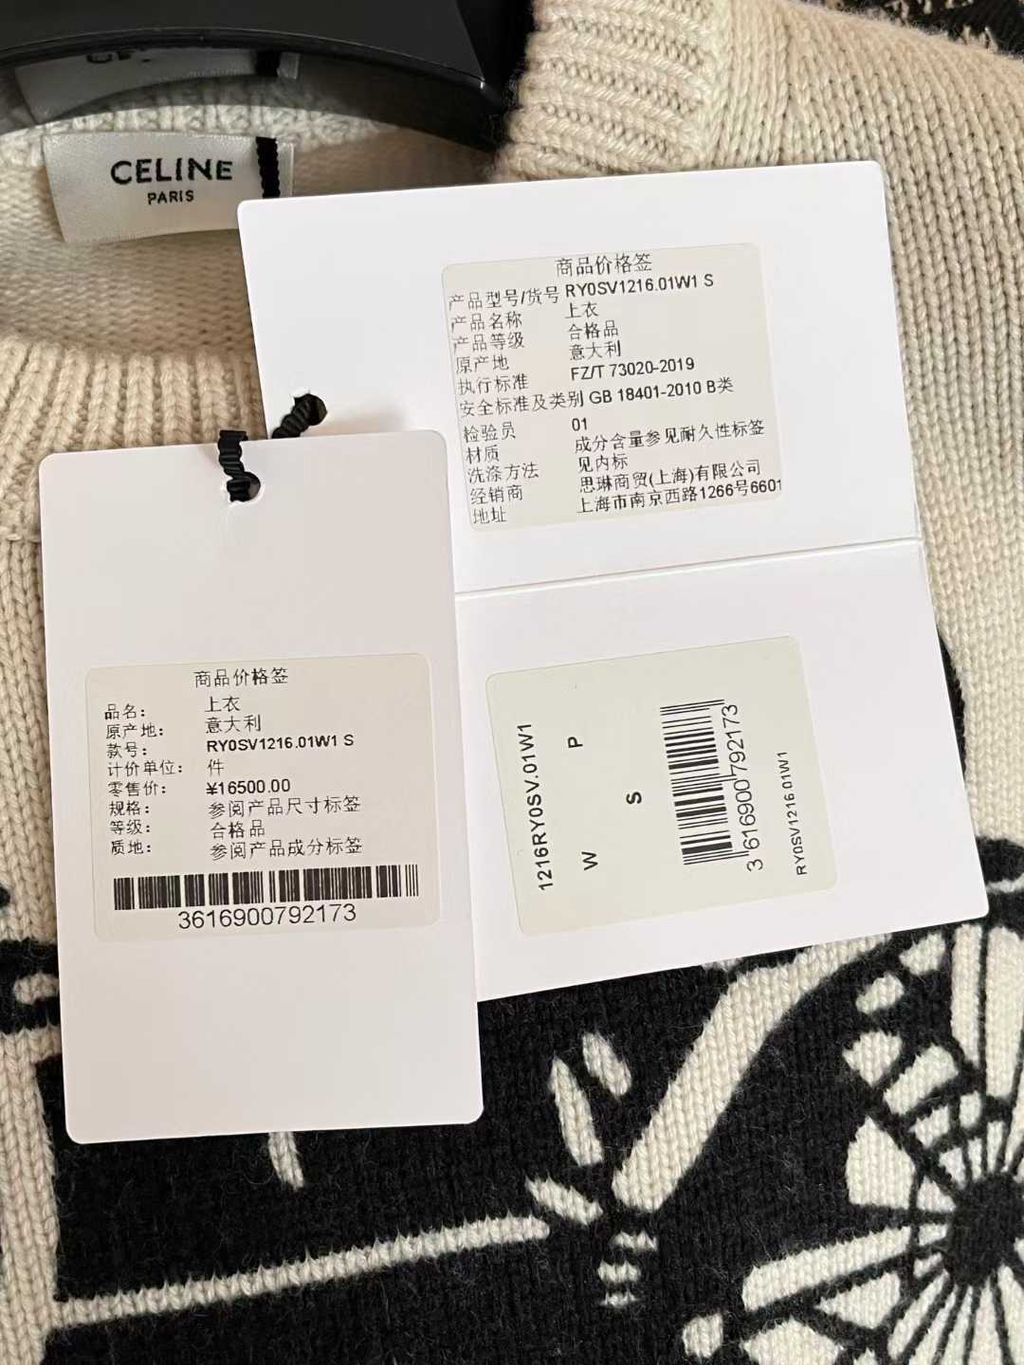 CELINE
PARIS
商品价格签
产品型号/货号 RY0SV1216.01W1 S
产品名称 上衣
产品等级 合格品
原产地 意大利
执行标准 FZ/T 73020-2019
安全标准及类别 GB 18401-2010 B类
检验员 01
材质 成分含量参见耐久性标签
洗涤方法 见内标
经销商 思琳商贸(上海)有限公司
地址 上海市南京西路1266号6601
商品价格签
品名: 上衣
原产地: 意大利
款号: RY0SV1216.01W1 S
计价单位: 件
零售价: ¥16500.00
规格: 参阅产品尺寸标签
等级: 合格品
质地: 参阅产品成分标签
3616900792173
1216RY0SV.01W1
W P
S
3616900792173
RY0SV1216.01W1